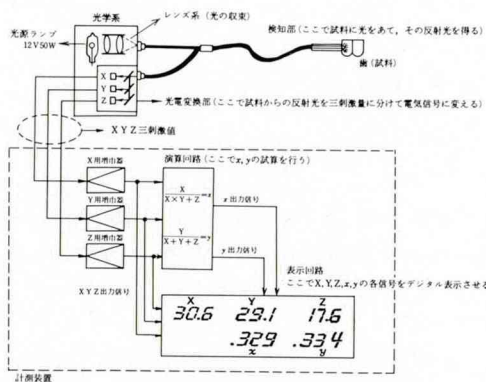 光学系
レンズ系 (光の収束)
光源ランプ
12V50W
検知部(ここで試料に光をあて, その反射光を得る)
歯(試料)
X
Y
Z
光電変換部(ここで試料からの反射光を三刺激量に分けて電気信号に変える)
XYZ三刺激値
X用増巾器
Y用増巾器
Z用増巾器
演算回路(ここでx, yの試算を行う)
X
X×Y+Z
=x
Y
X+Y+Z
=y
x出力信号
y出力信号
XYZ出力信号
表示回路
ここでX,Y,Z,x,yの各信号をデジタル表示させる
X Y Z
30.6 29.1 17.6
.329 .334
x y
計測装置